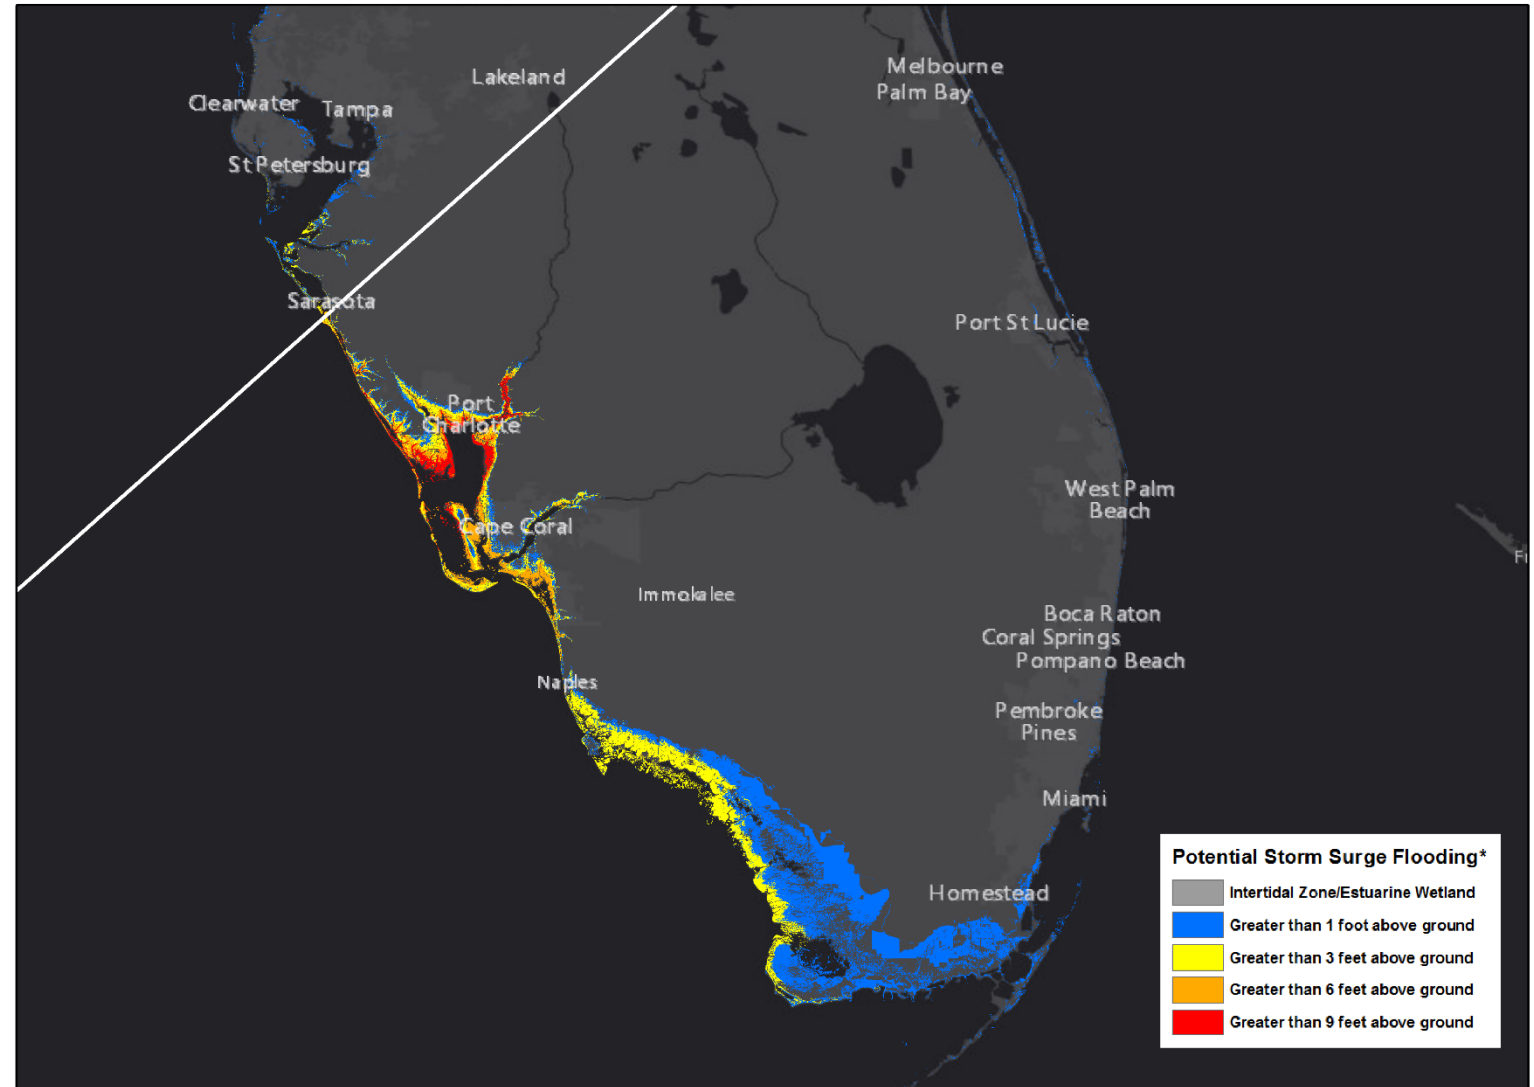 Melbourne
Lakeland
Palm Bay
Clearwater
Tampa
St Petersburg
Sarasota
Port St Lucie
Port
Charlotte
West Palm
Beach
Cape Coral
Immokalee
Boca Raton
Coral Springs
Pompano Beach
Naples
Pembroke
Pines
Miami
Homestead
Potential Storm Surge Flooding*
Intertidal Zone/Estuarine Wetland
Greater than 1 foot above ground
Greater than 3 feet above ground
Greater than 6 feet above ground
Greater than 9 feet above ground